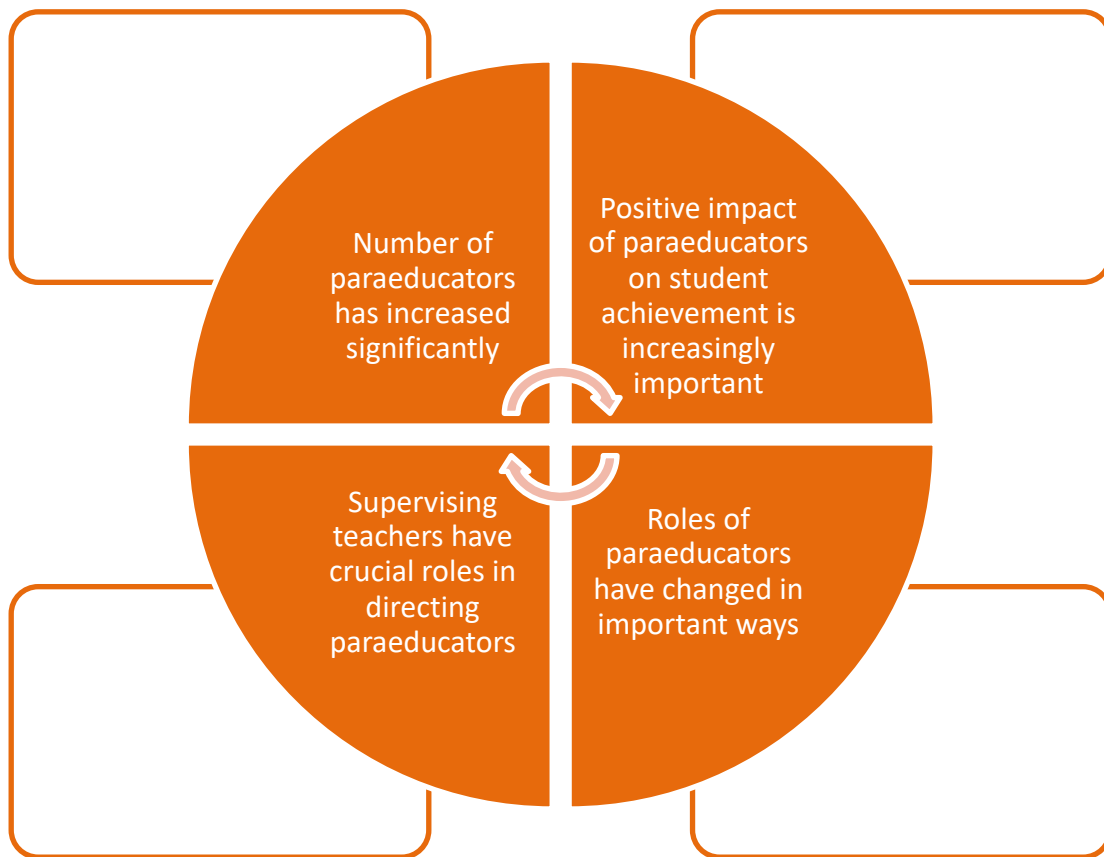 Number of
paraeducators
has increased
significantly
Positive impact
of paraeducators
on student
achievement is
increasingly
important
Supervising
teachers have
crucial roles in
directing
paraeducators
Roles of
paraeducators
have changed in
important ways